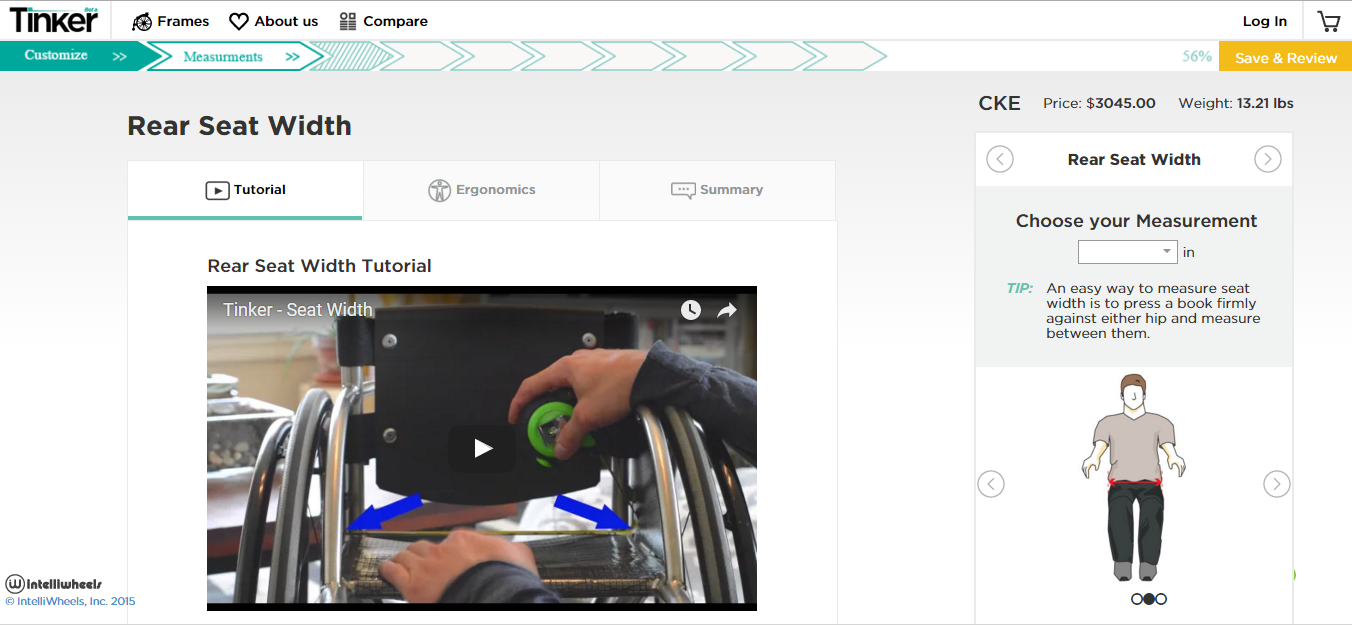 Tinker Beta
Frames
About us
Compare
Log In
Customize >>
Measurments >>
56%
Save & Review
CKE Price: $3045.00 Weight: 13.21 lbs
Rear Seat Width
Tutorial
Ergonomics
Summary
Rear Seat Width Tutorial
Tinker - Seat Width
Rear Seat Width
Choose your Measurement
in
TIP: An easy way to measure seat
width is to press a book firmly
against either hip and measure
between them.
Intelliwheels
© IntelliWheels, Inc. 2015